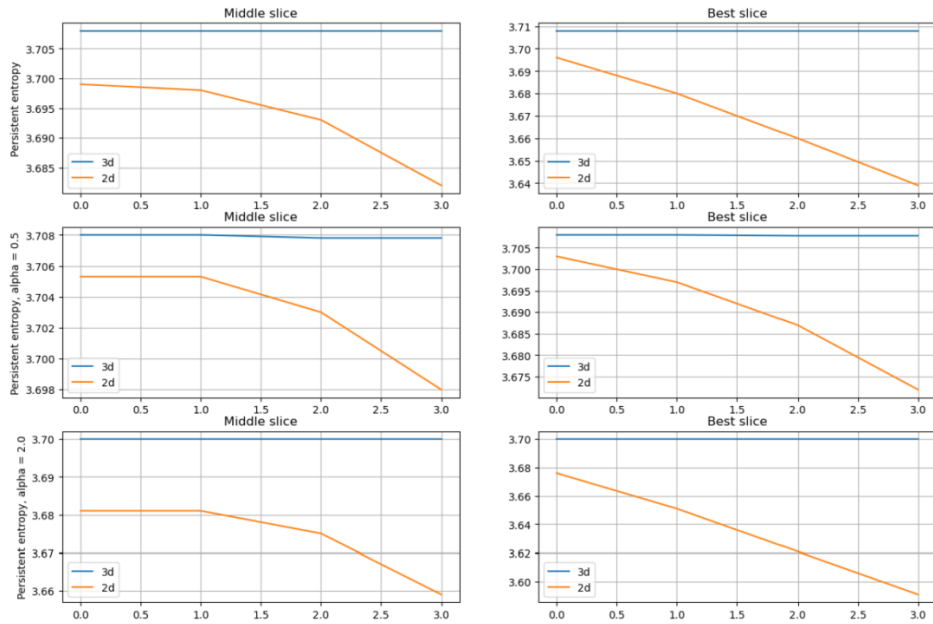 Middle slice
Persistent entropy
3.705
3.700
3.695
3.690
3.685
3d
2d
0.0 0.5 1.0 1.5 2.0 2.5 3.0
Best slice
3.71
3.70
3.69
3.68
3.67
3.66
3.65
3.64
3d
2d
0.0 0.5 1.0 1.5 2.0 2.5 3.0
Middle slice
Persistent entropy, alpha = 0.5
3.708
3.706
3.704
3.702
3.700
3.698
3d
2d
0.0 0.5 1.0 1.5 2.0 2.5 3.0
Best slice
3.705
3.700
3.695
3.690
3.685
3.680
3.675
3d
2d
0.0 0.5 1.0 1.5 2.0 2.5 3.0
Middle slice
Persistent entropy, alpha = 2.0
3.70
3.69
3.68
3.67
3.66
3d
2d
0.0 0.5 1.0 1.5 2.0 2.5 3.0
Best slice
3.70
3.68
3.66
3.64
3.62
3.60
3d
2d
0.0 0.5 1.0 1.5 2.0 2.5 3.0